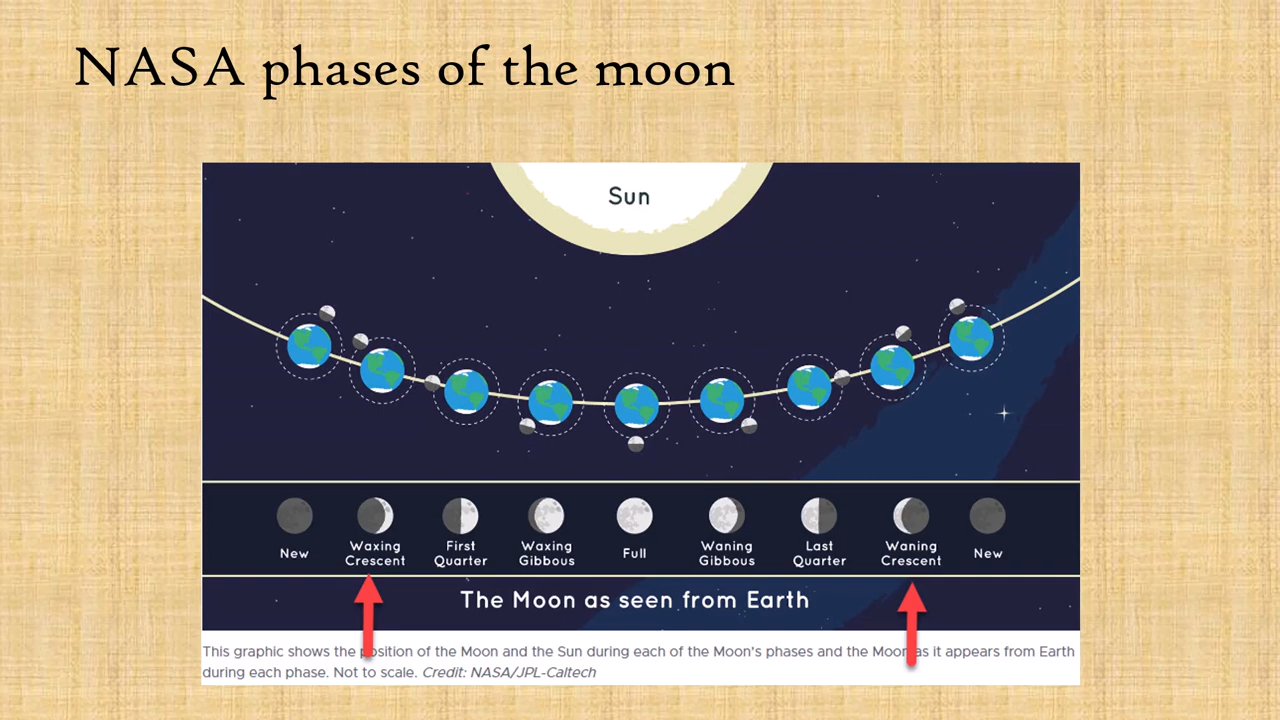 NASA phases of the moon
Sun
New
Waxing
Crescent
First
Quarter
Waxing
Gibbous
Full
Waning
Gibbous
Last
Quarter
Waning
Crescent
New
The Moon as seen from Earth
This graphic shows the position of the Moon and the Sun during each of the Moon's phases and the Moon as it appears from Earth
during each phase. Not to scale. Credit: NASA/JPL-Caltech